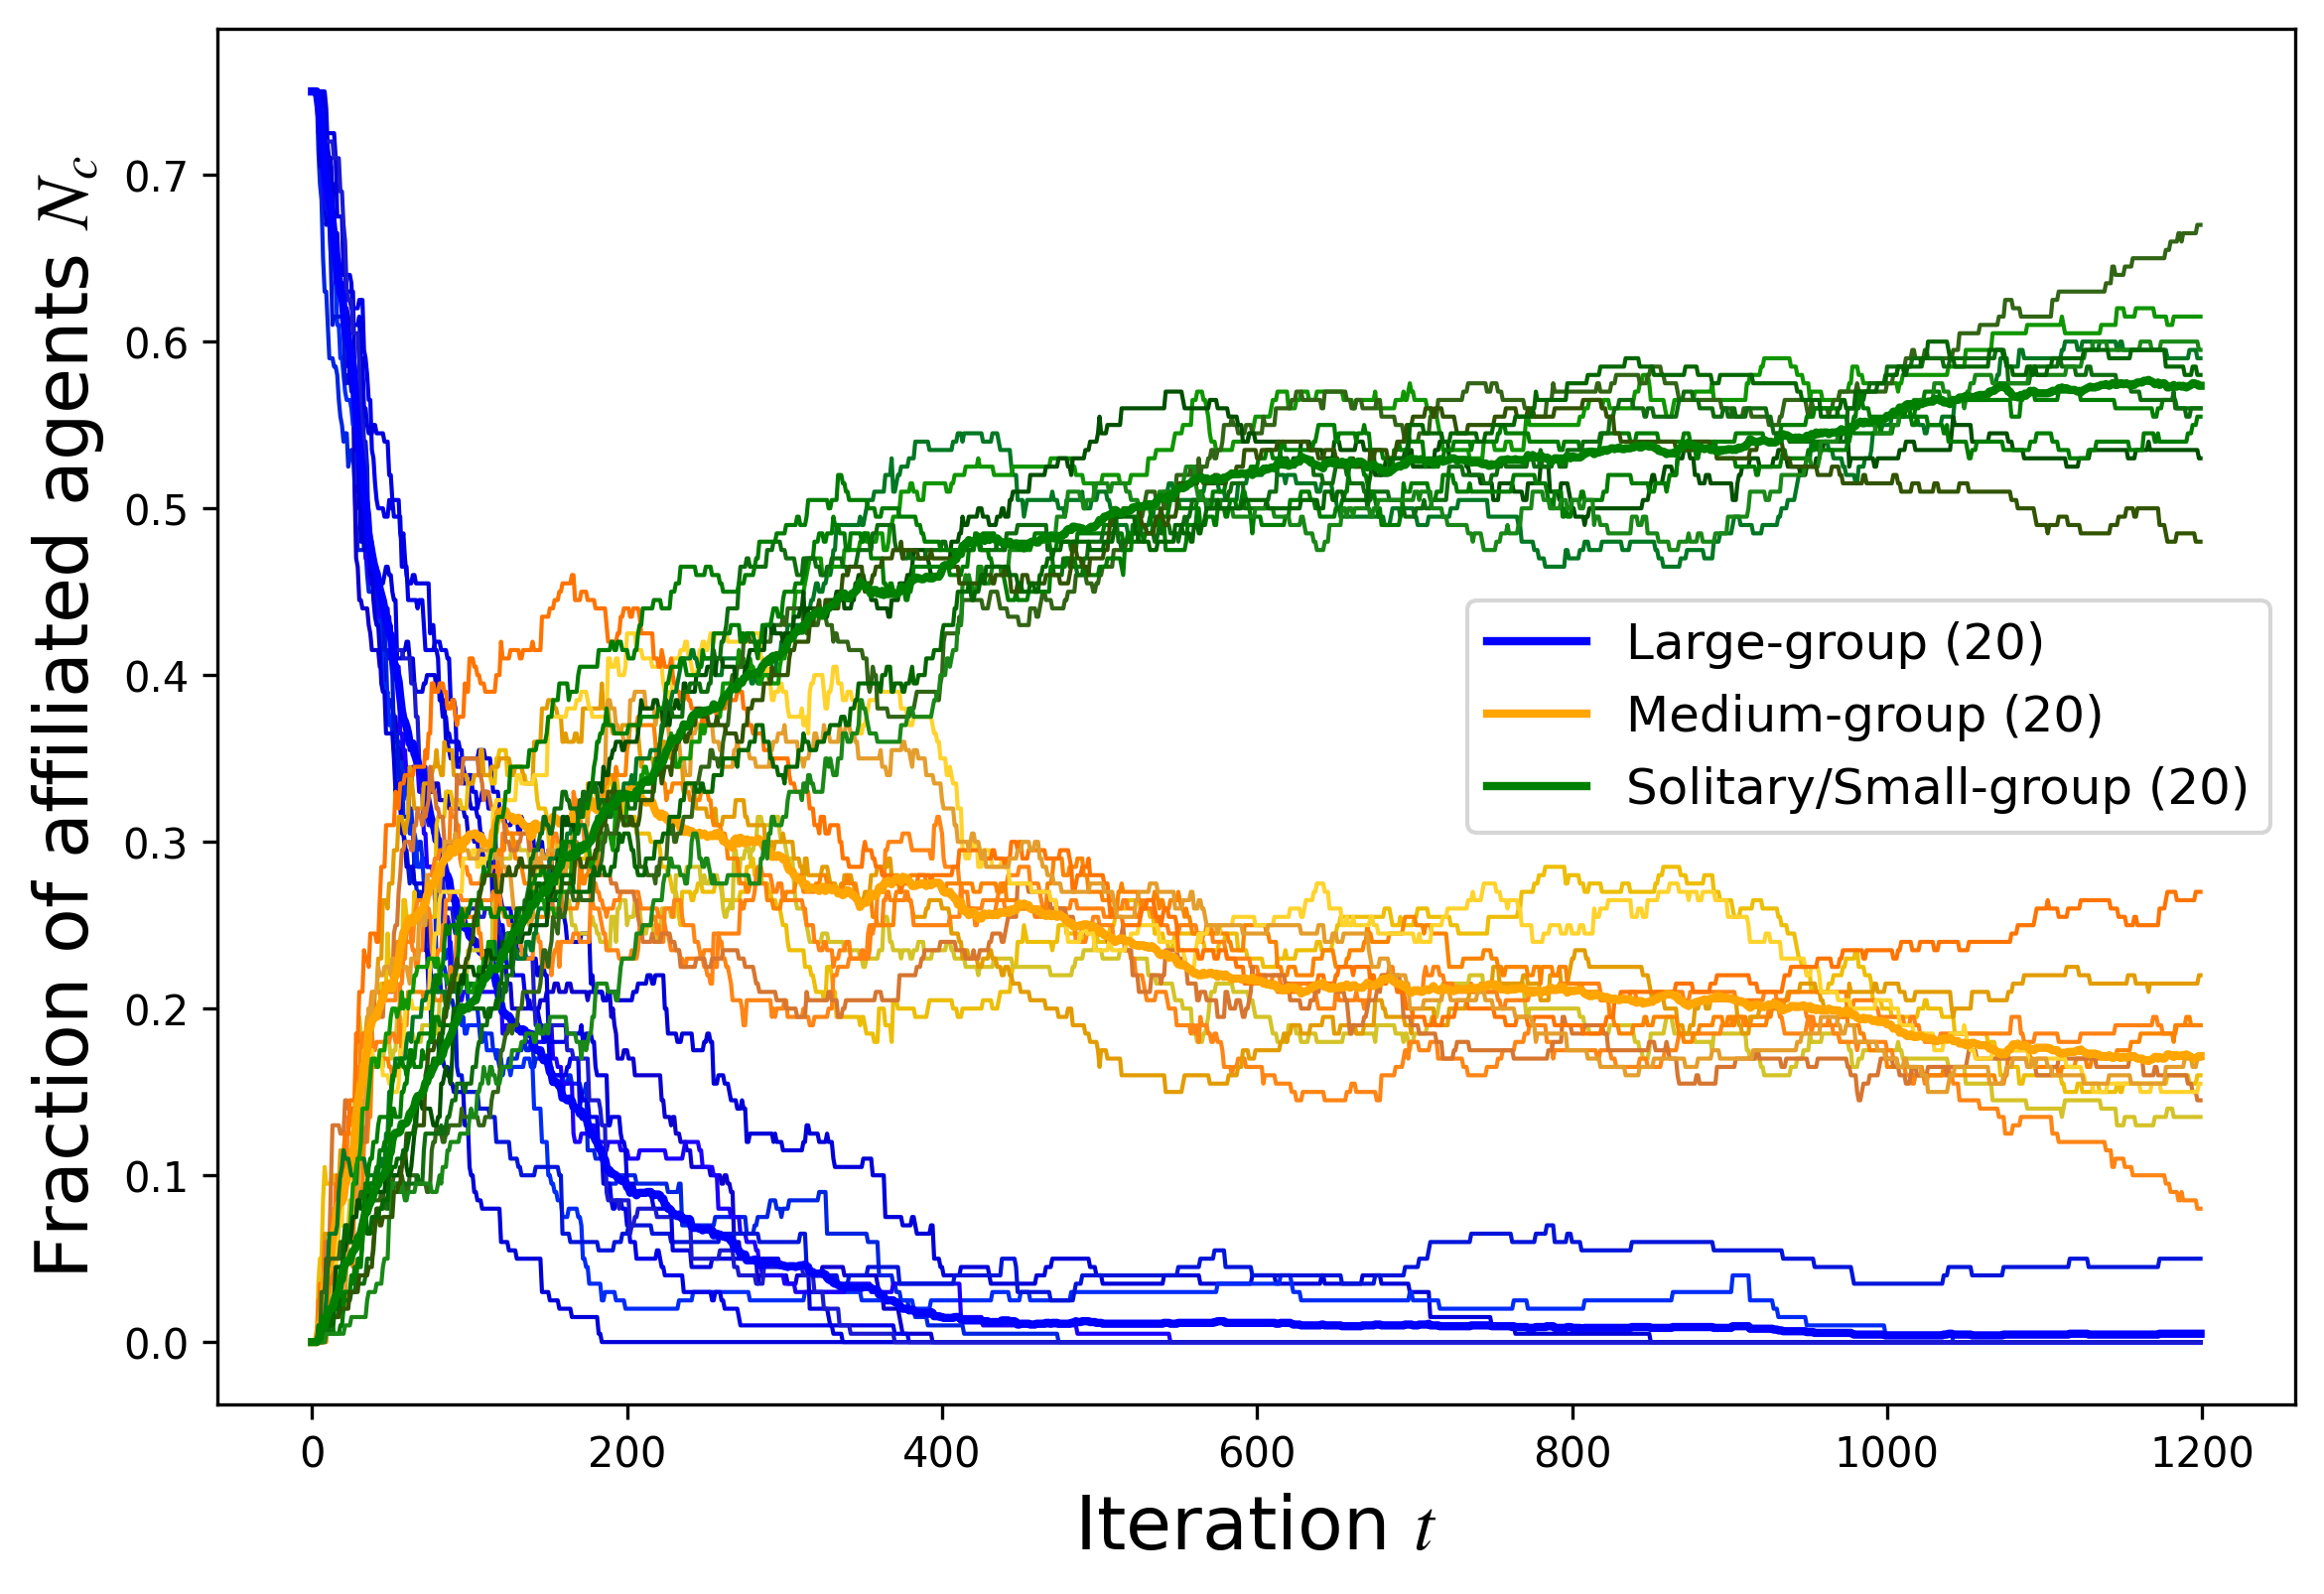 Fraction of affiliated agents N_c
0.7
0.6
0.5
0.4
0.3
0.2
0.1
0.0
Large-group (20)
Medium-group (20)
Solitary/Small-group (20)
0 200 400 600 800 1000 1200
Iteration t